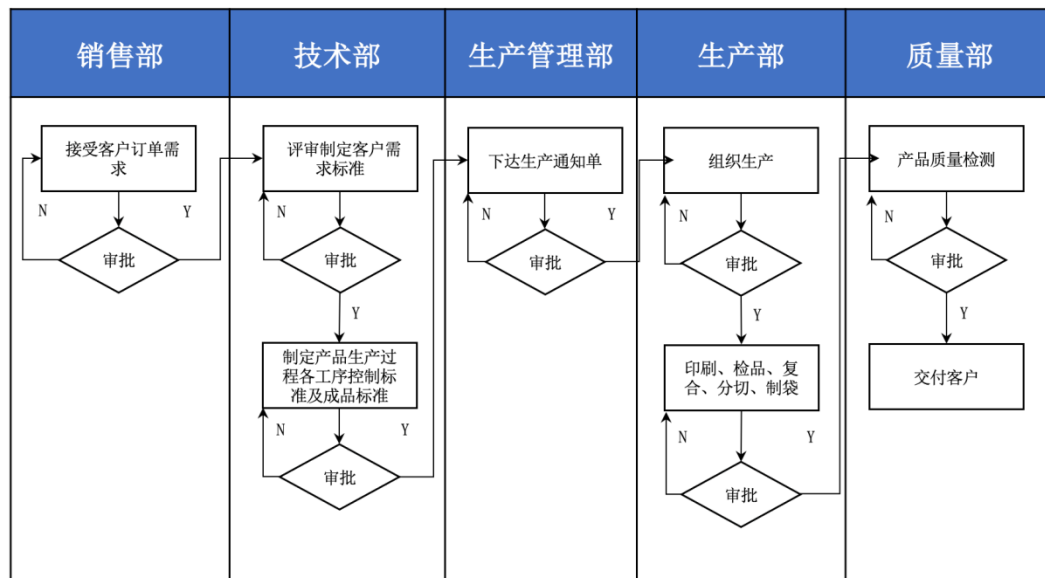 销售部
技术部
生产管理部
生产部
质量部
接受客户订单需
求
N
Y
审批
评审制定客户需
求标准
N
审批
Y
制定产品生产过
程各工序控制标
准及成品标准
N
Y
审批
下达生产通知单
N
Y
审批
组织生产
N
审批
Y
印刷、检品、复
合、分切、制袋
N
Y
审批
产品质量检测
N
审批
Y
交付客户